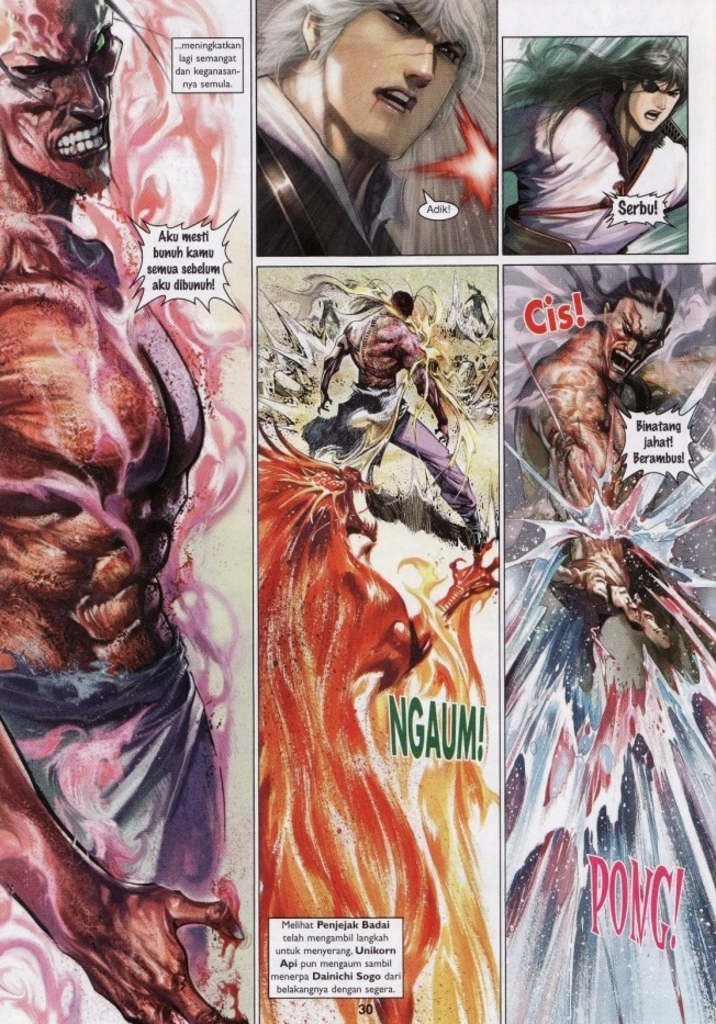 ...meningkatkan
lagi semangat
dan keganasan-
nya semula.
Aku mesti
bunuh kamu
semua sebelum
aku dibunuh!
Adik!
Serbu!
NGAUM!
Melihat Penjejak Badai
telah mengambil langkah
untuk menyerang, Unikorn
Api pun mengaum sambil
menerpa Dainichi Sogo dari
belakangnya dengan segera.
Cis!
Binatang
jahat!
Berambus!
PONG!
30